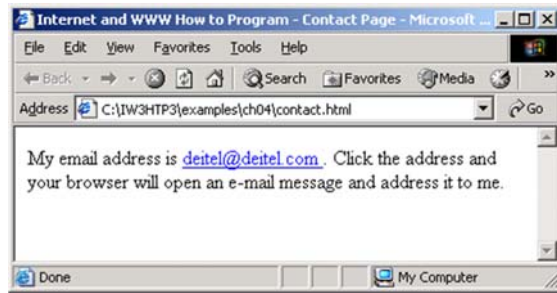 Internet and WWW How to Program - Contact Page - Microsoft ...
File Edit View Favorites Tools Help
Back Search Favorites Media »
Address C:\IW3HTP3\examples\ch04\contact.html Go
My email address is deitel@deitel.com . Click the address and
your browser will open an e-mail message and address it to me.
Done My Computer